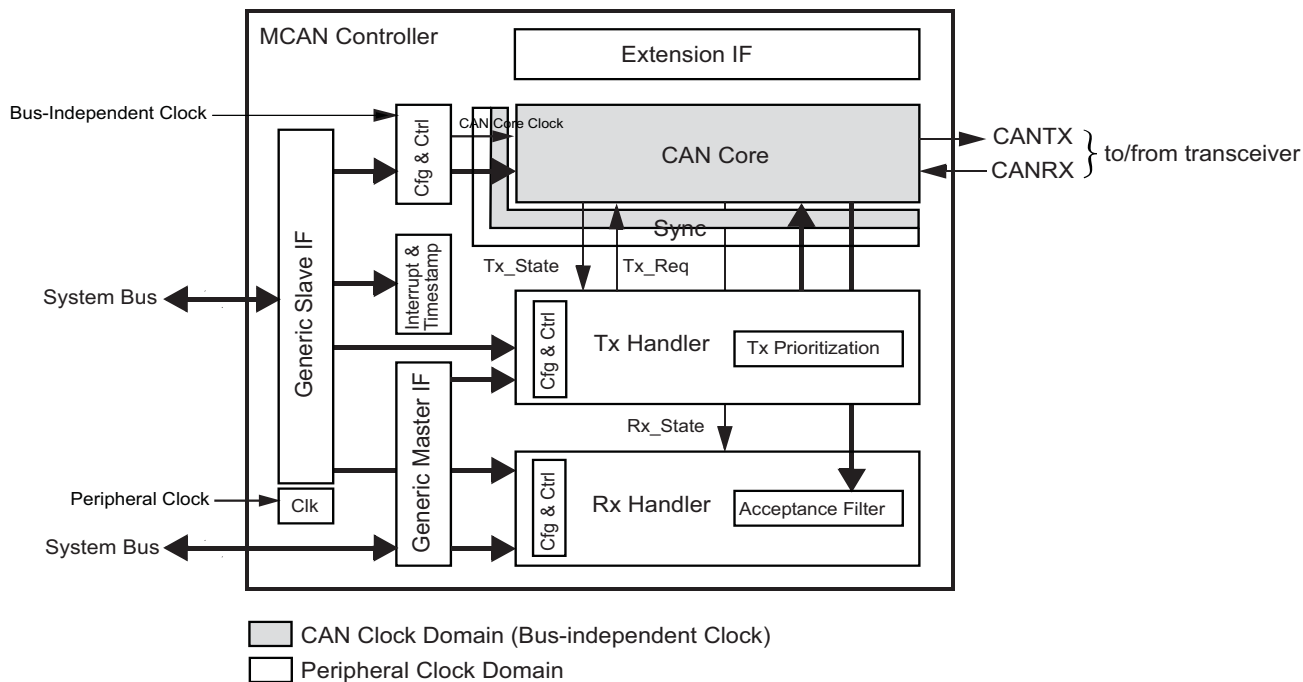 MCAN Controller
Extension IF
Bus-Independent Clock
Cfg & Ctrl
CAN Core Clock
CAN Core
CANTX
CANRX
to/from transceiver
Sync
Tx_State
Tx_Req
System Bus
Generic Slave IF
Interrupt &
Timestamp
Cfg & Ctrl
Tx Handler
Tx Prioritization
Generic Master IF
Rx_State
Peripheral Clock
Clk
Cfg & Ctrl
Rx Handler
Acceptance Filter
System Bus
CAN Clock Domain (Bus-independent Clock)
Peripheral Clock Domain